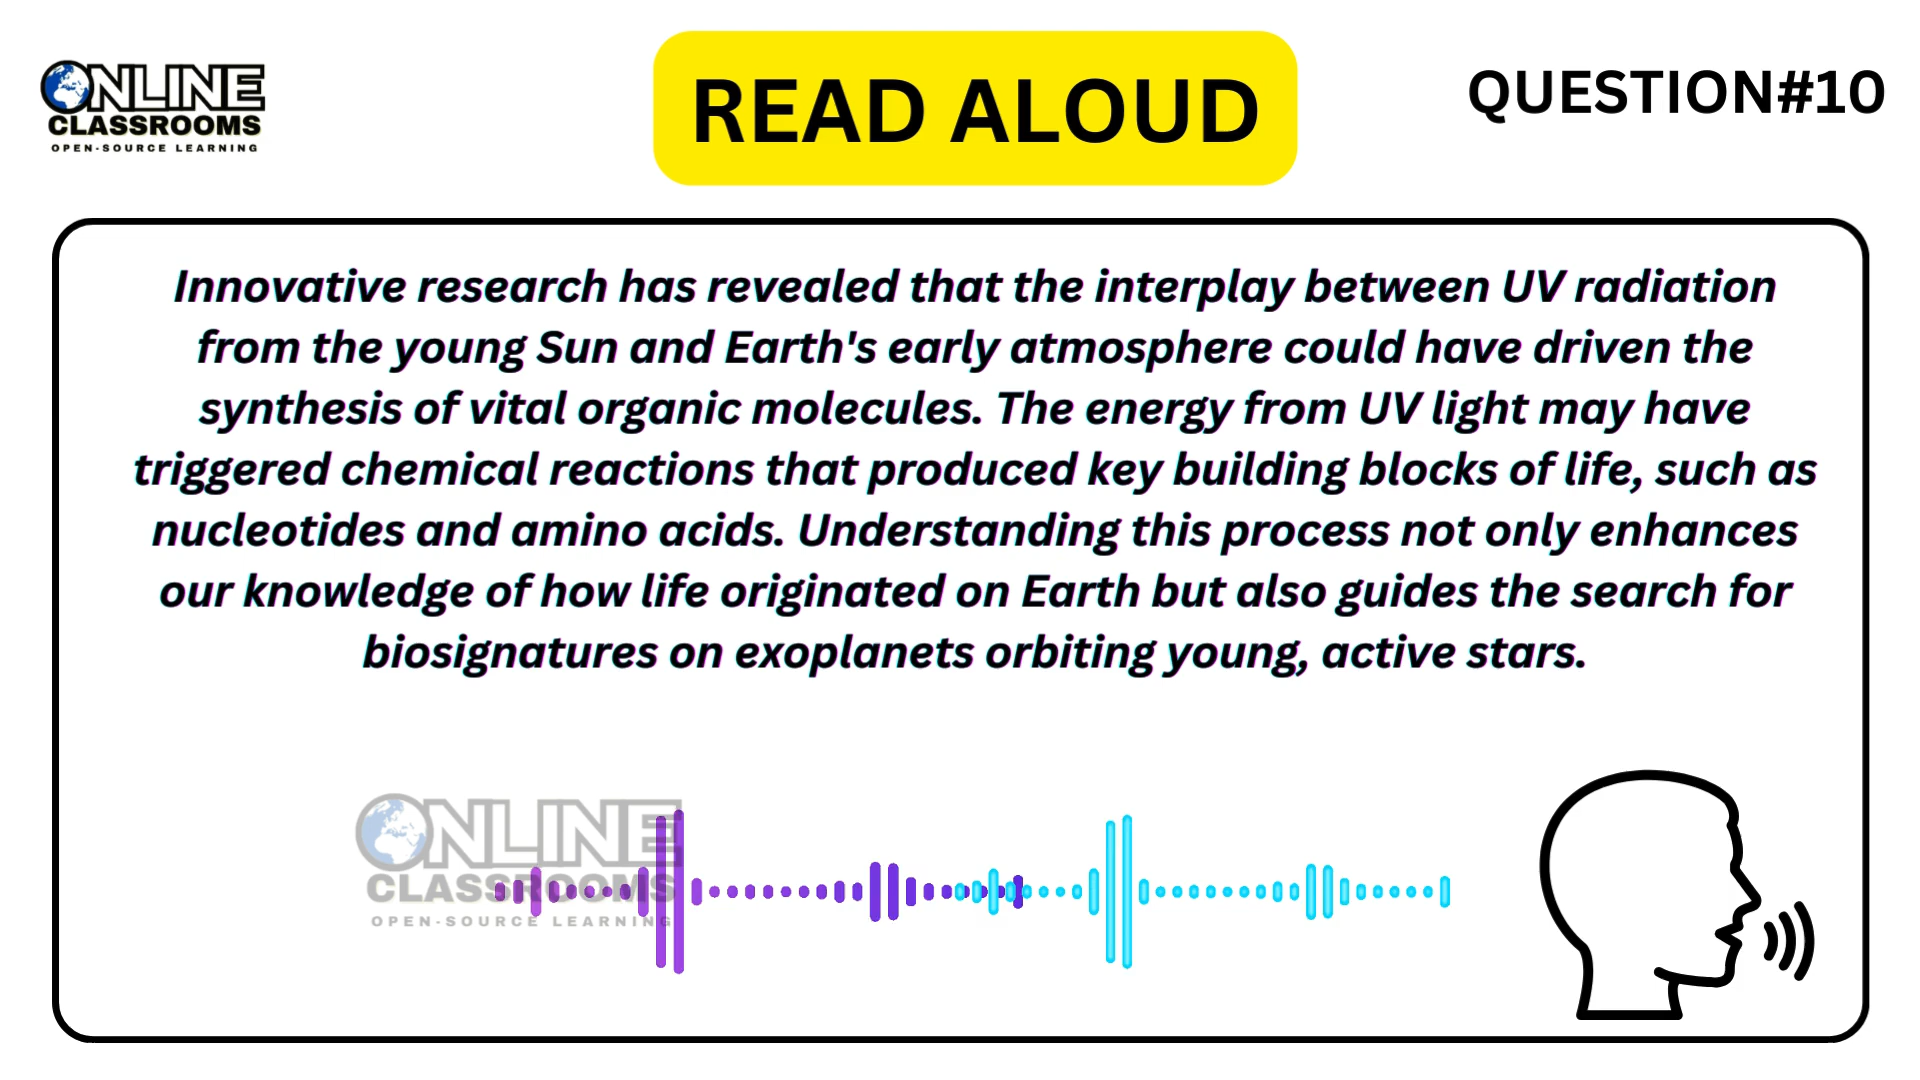 ONLINE
CLASSROOMS
OPEN-SOURCE LEARNING
READ ALOUD
QUESTION#10
Innovative research has revealed that the interplay between UV radiation
from the young Sun and Earth's early atmosphere could have driven the
synthesis of vital organic molecules. The energy from UV light may have
triggered chemical reactions that produced key building blocks of life, such as
nucleotides and amino acids. Understanding this process not only enhances
our knowledge of how life originated on Earth but also guides the search for
biosignatures on exoplanets orbiting young, active stars.
ONLINE
CLASSROOMS
OPEN-SOURCE LEARNING